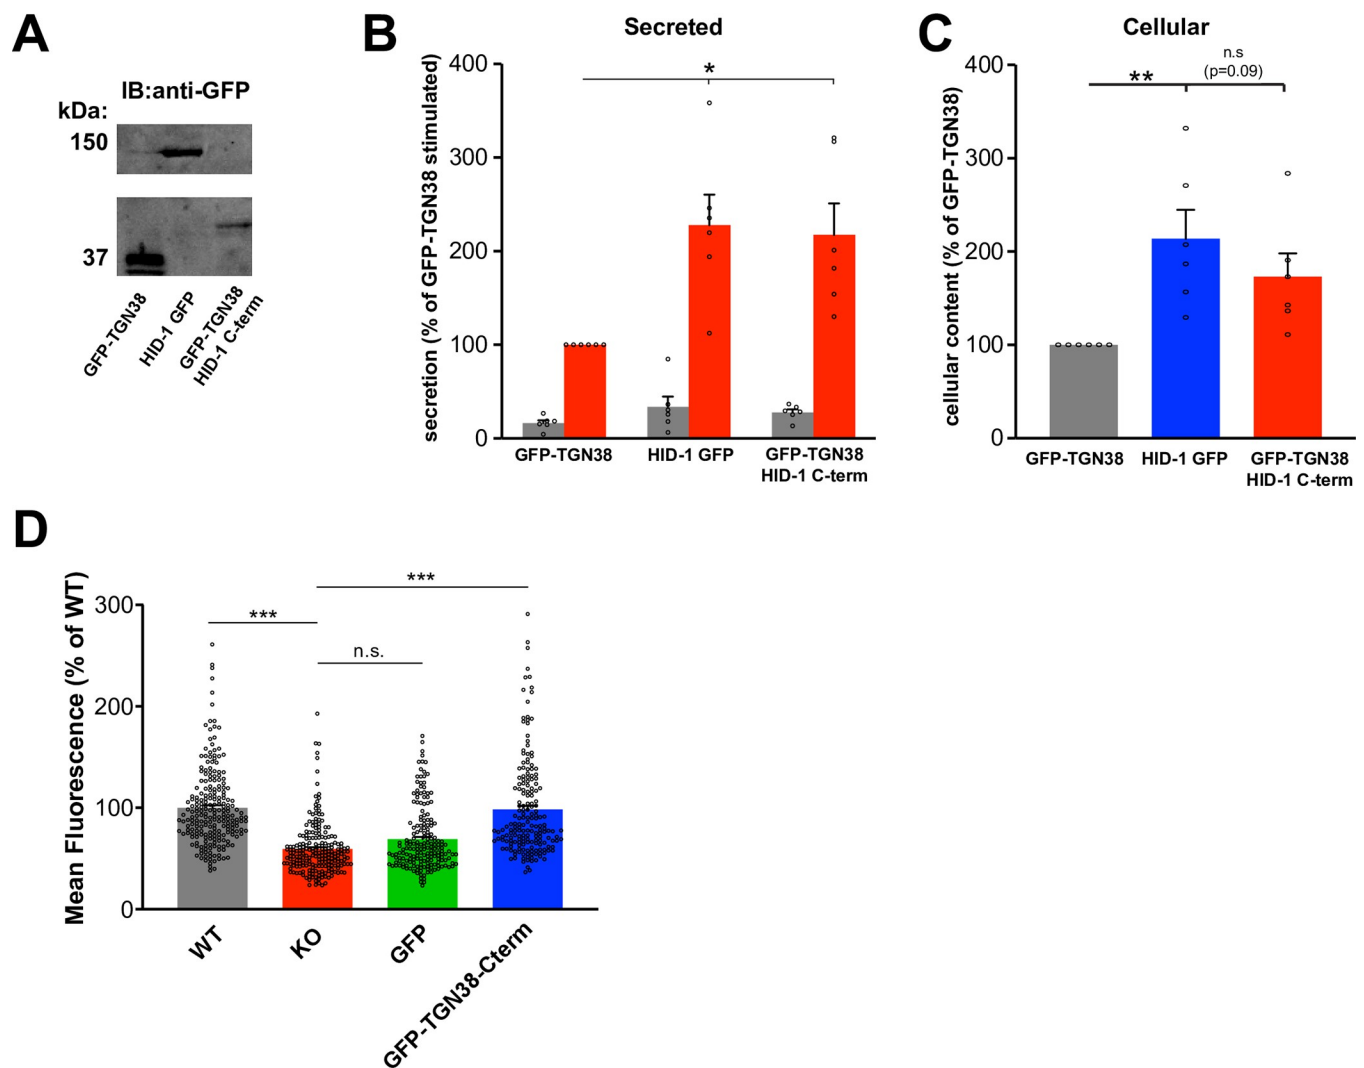 A
IB:anti-GFP
kDa:
150
37
GFP-TGN38
HID-1 GFP
GFP-TGN38
HID-1 C-term
B
Secreted
secretion (% of GFP-TGN38 stimulated)
400
300
200
100
0
*
GFP-TGN38
HID-1 GFP
GFP-TGN38
HID-1 C-term
C
Cellular
cellular content (% of GFP-TGN38)
400
300
200
100
0
**
n.s
(p=0.09)
GFP-TGN38
HID-1 GFP
GFP-TGN38
HID-1 C-term
D
Mean Fluorescence (% of WT)
300
200
100
0
***
***
n.s.
WT
KO
GFP
GFP-TGN38-Cterm